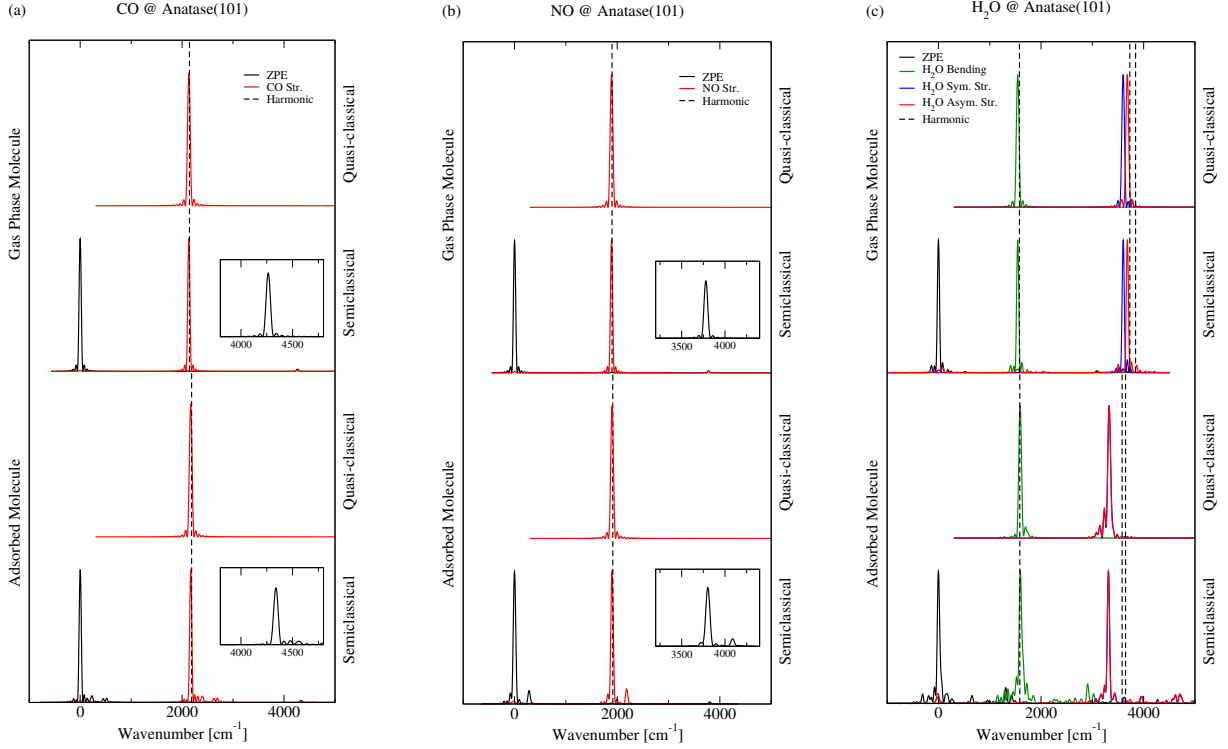 (a)
CO @ Anatase(101)
ZPE
CO Str.
Harmonic
Gas Phase Molecule
Adsorbed Molecule
Quasi-classical
Semiclassical
Quasi-classical
Semiclassical
4000 4500
4000 4500
0 2000 4000
Wavenumber [cm⁻¹]
(b)
NO @ Anatase(101)
ZPE
NO Str.
Harmonic
Gas Phase Molecule
Adsorbed Molecule
Quasi-classical
Semiclassical
Quasi-classical
Semiclassical
3500 4000
3500 4000
0 2000 4000
Wavenumber [cm⁻¹]
(c)
H₂O @ Anatase(101)
ZPE
H₂O Bending
H₂O Sym. Str.
H₂O Asym. Str.
Harmonic
Gas Phase Molecule
Adsorbed Molecule
Quasi-classical
Semiclassical
Quasi-classical
Semiclassical
0 2000 4000
Wavenumber [cm⁻¹]